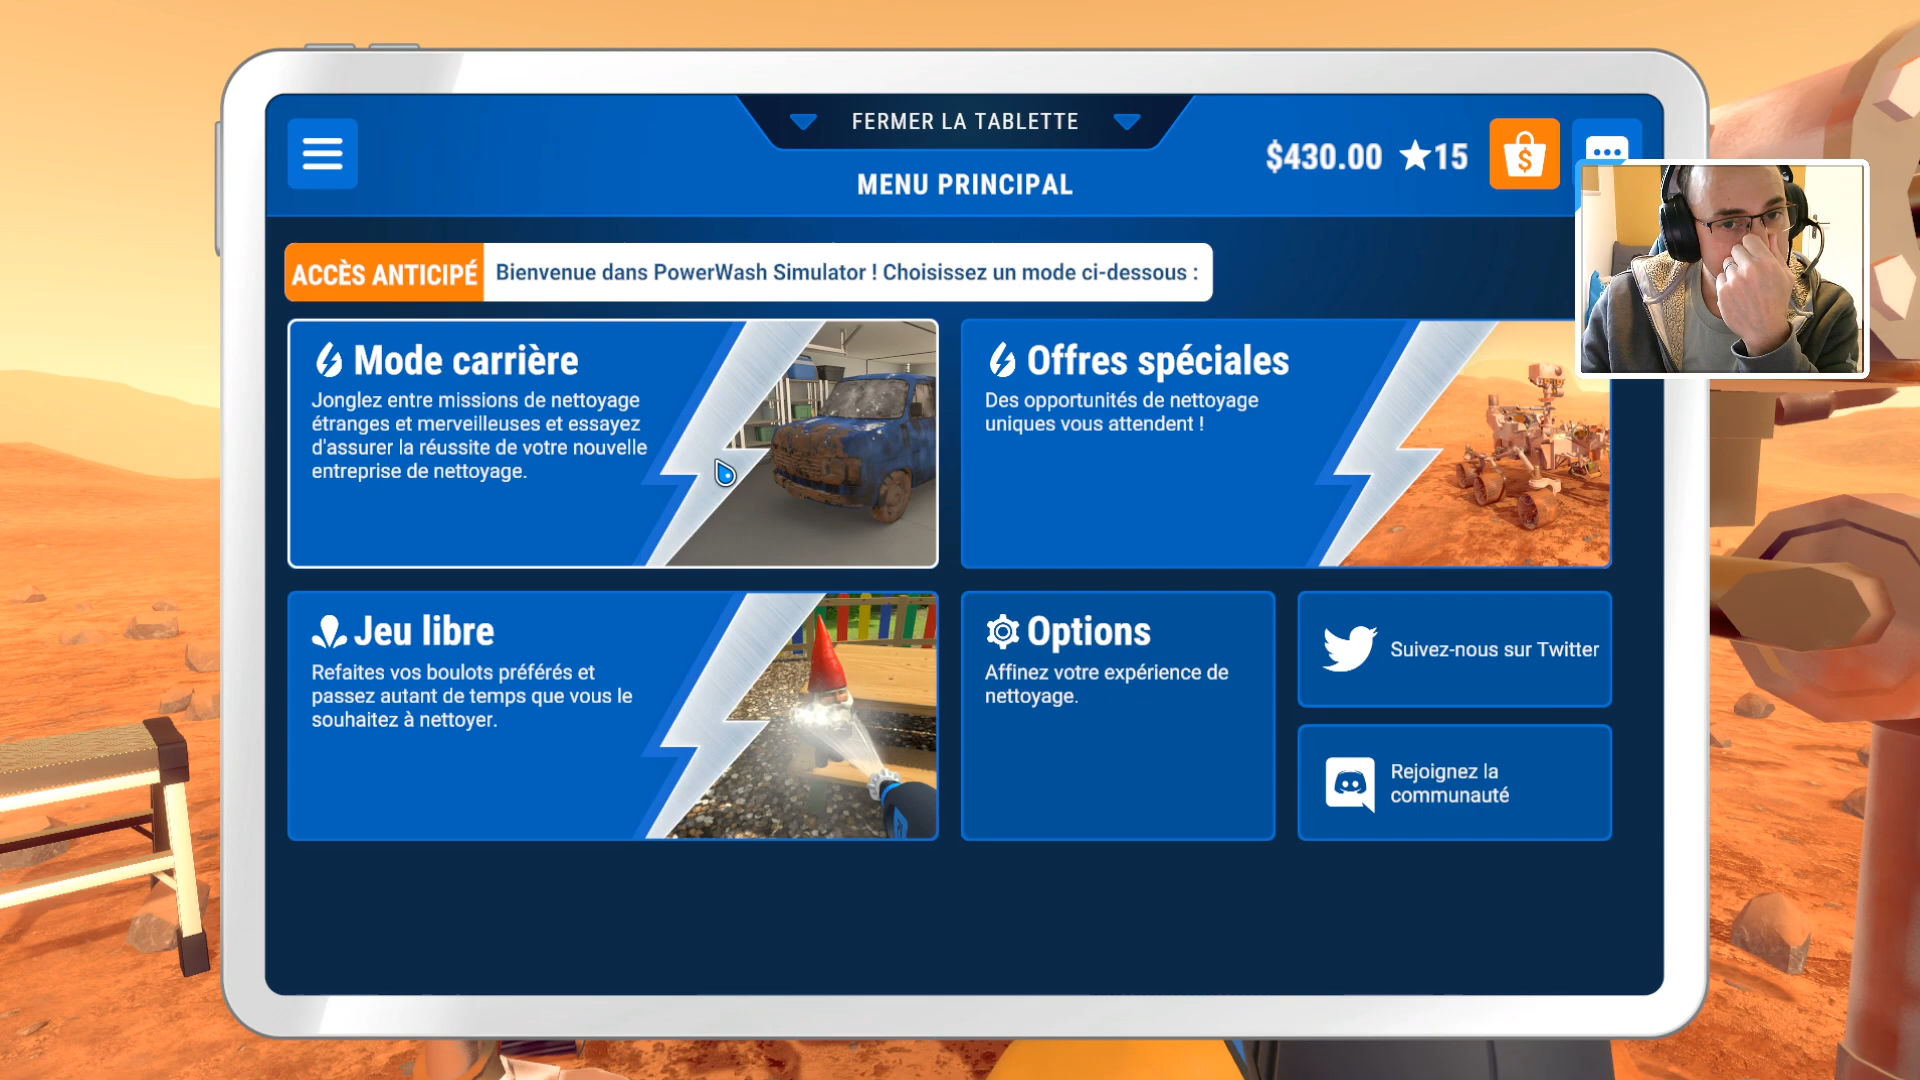 FERMER LA TABLETTE
MENU PRINCIPAL
$430.00 ★15
ACCÈS ANTICIPÉ
Bienvenue dans PowerWash Simulator ! Choisissez un mode ci-dessous :
Mode carrière
Jonglez entre missions de nettoyage
étranges et merveilleuses et essayez
d'assurer la réussite de votre nouvelle
entreprise de nettoyage.
Offres spéciales
Des opportunités de nettoyage
uniques vous attendent !
Jeu libre
Refaites vos boulots préférés et
passez autant de temps que vous le
souhaitez à nettoyer.
Options
Affinez votre expérience de
nettoyage.
Suivez-nous sur Twitter
Rejoignez la
communauté